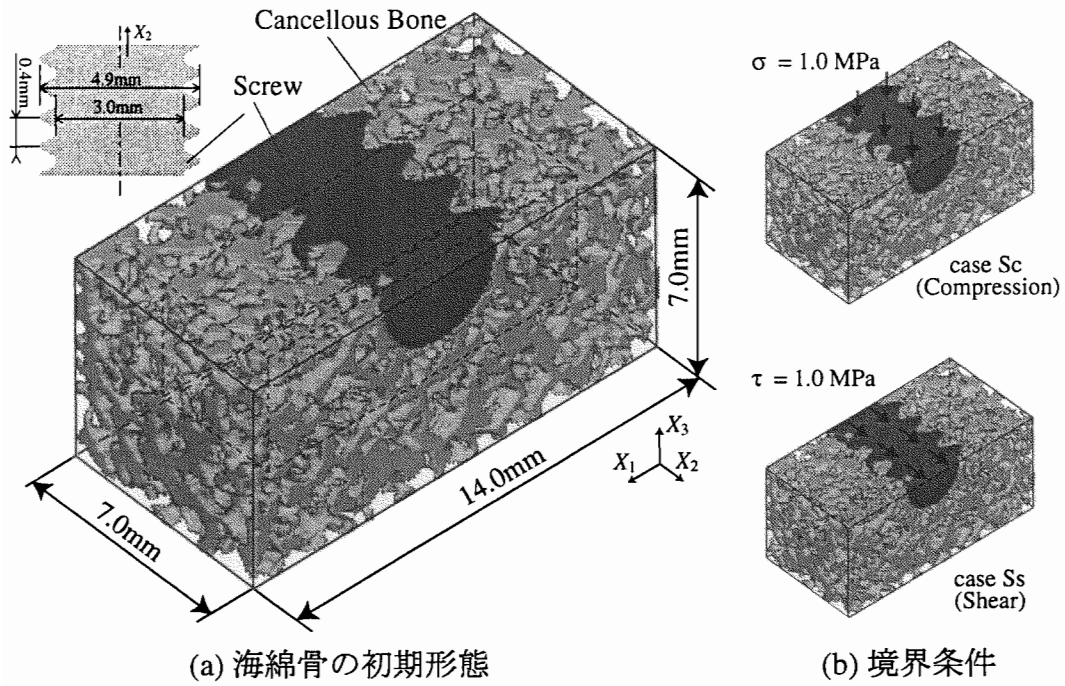 X2
0.4mm
4.9mm
3.0mm
Cancellous Bone
Screw
7.0mm
14.0mm
7.0mm
X3
X1
X2
(a) 海綿骨の初期形態
σ = 1.0 MPa
case Sc
(Compression)
τ = 1.0 MPa
case Ss
(Shear)
(b) 境界条件